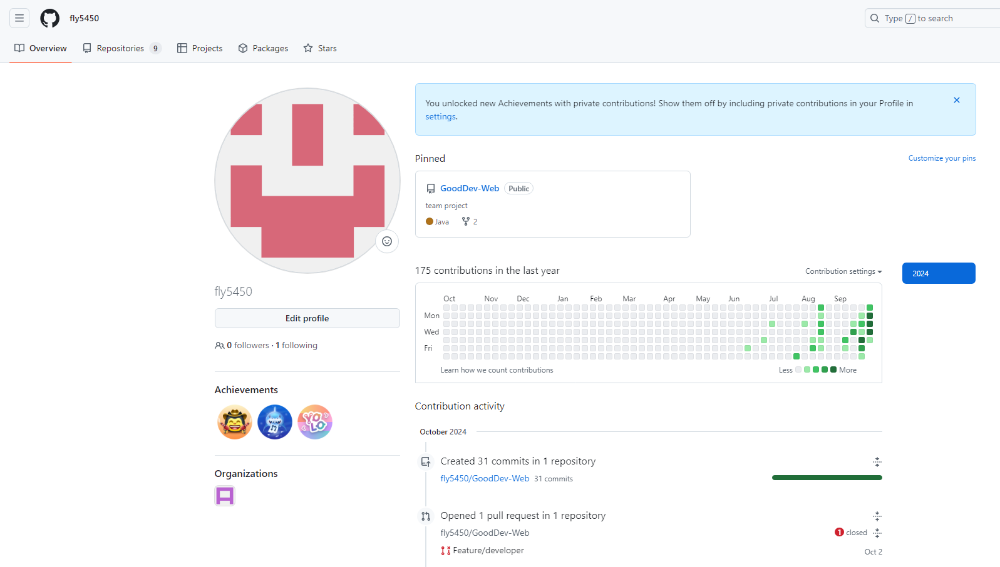 fly5450
Type / to search
Overview
Repositories 9
Projects
Packages
Stars
You unlocked new Achievements with private contributions! Show them off by including private contributions in your Profile in
settings.
Pinned
Customize your pins
GoodDev-Web Public
team project
Java 2
175 contributions in the last year
Contribution settings
2024
Oct Nov Dec Jan Feb Mar Apr May Jun Jul Aug Sep
Mon
Wed
Fri
Learn how we count contributions
Less More
fly5450
Edit profile
0 followers · 1 following
Achievements
YOLO
Organizations
Contribution activity
October 2024
Created 31 commits in 1 repository
fly5450/GoodDev-Web 31 commits
Opened 1 pull request in 1 repository
fly5450/GoodDev-Web
1 closed
Feature/developer
Oct 2